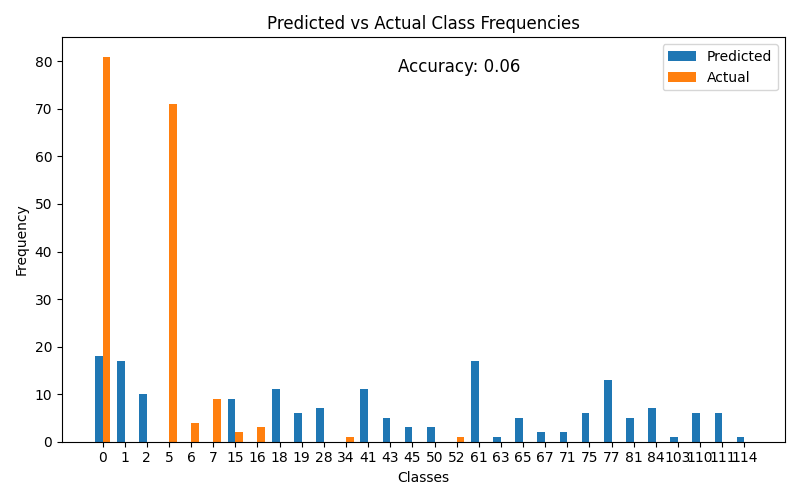 Predicted vs Actual Class Frequencies
Accuracy: 0.06
Predicted
Actual
80
70
60
50
40
30
20
10
0
Frequency
0 1 2 5 6 7 15 16 18 19 28 34 41 43 45 50 52 61 63 65 67 71 75 77 81 84 103 110 111 114
Classes